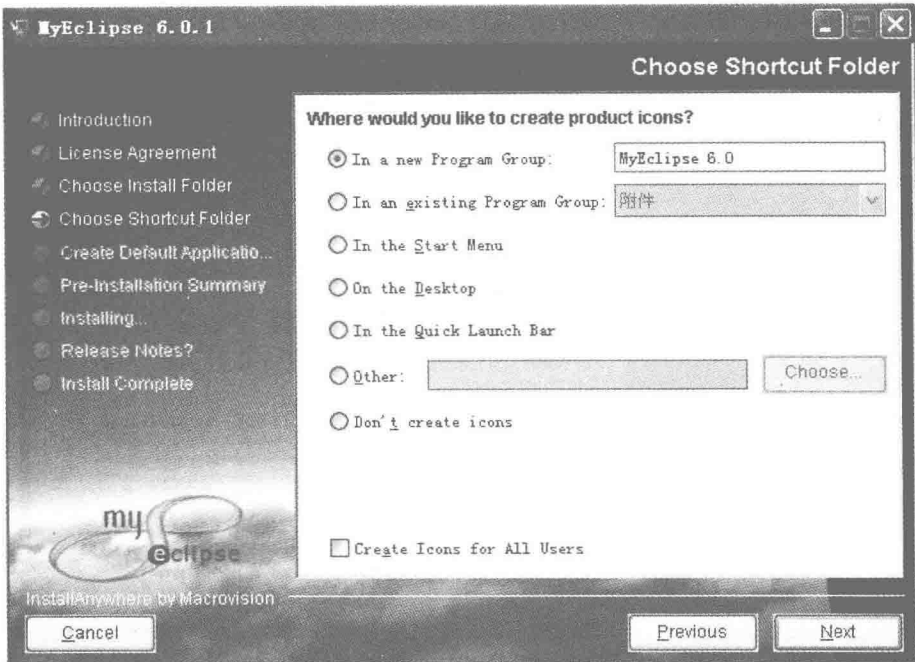 MyEclipse 6.0.1
Choose Shortcut Folder
Introduction
License Agreement
Choose Install Folder
Choose Shortcut Folder
Create Default Applicatio...
Pre-Installation Summary
Installing...
Release Notes?
Install Complete
Where would you like to create product icons?
In a new Program Group: MyEclipse 6.0
In an existing Program Group: 附件
In the Start Menu
On the Desktop
In the Quick Launch Bar
Other: Choose...
Don't create icons
Create Icons for All Users
my
eclipse
InstallAnywhere by Macrovision
Cancel Previous Next